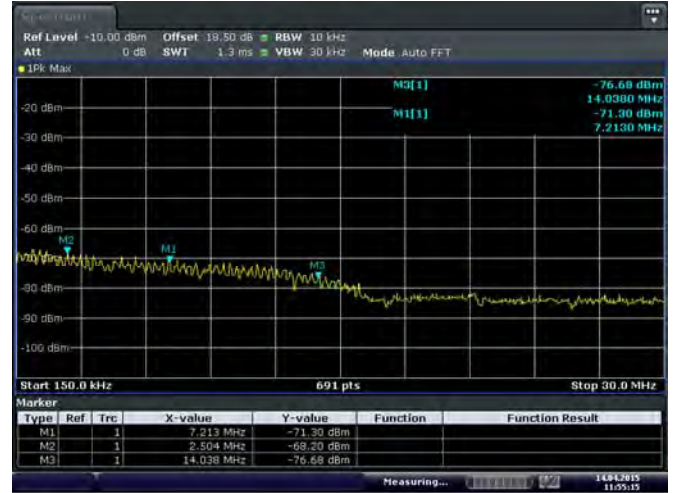 Spectrum
Ref Level -10.00 dBm Offset 18.50 dB RBW 10 kHz
Att 0 dB SWT 1.3 ms VBW 30 kHz Mode Auto FFT
1Pk Max
M3[1] -76.68 dBm
14.0380 MHz
-20 dBm
M1[1] -71.30 dBm
7.2130 MHz
-30 dBm
-40 dBm
-50 dBm
-60 dBm
M2
M1
M3
-80 dBm
-90 dBm
-100 dBm
Start 150.0 kHz 691 pts Stop 30.0 MHz
Marker
Type Ref Trc X-value Y-value Function Function Result
M1 1 7.213 MHz -71.30 dBm
M2 1 2.504 MHz -68.20 dBm
M3 1 14.038 MHz -76.68 dBm
Measuring... 14.04.2015
11:55:15